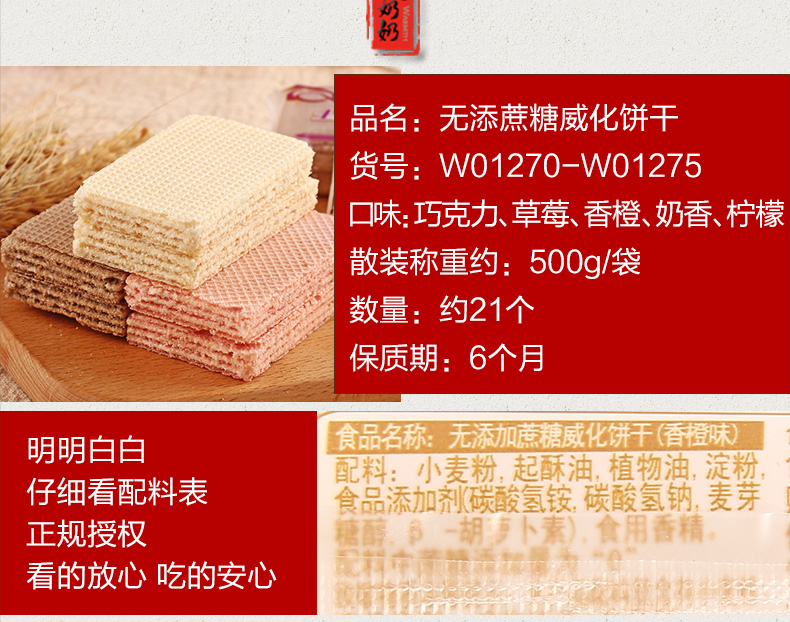 奶奶
品名：无添蔗糖威化饼干
货号：W01270-W01275
口味：巧克力、草莓、香橙、奶香、柠檬
散装称重约：500g/袋
数量：约21个
保质期：6个月
明明白白
仔细看配料表
正规授权
看的放心 吃的安心
食品名称：无添加蔗糖威化饼干(香橙味)
配料：小麦粉,起酥油,植物油,淀粉,
食品添加剂(碳酸氢铵,碳酸氢钠,麦芽
糖醇,β-胡萝卜素),食用香精。